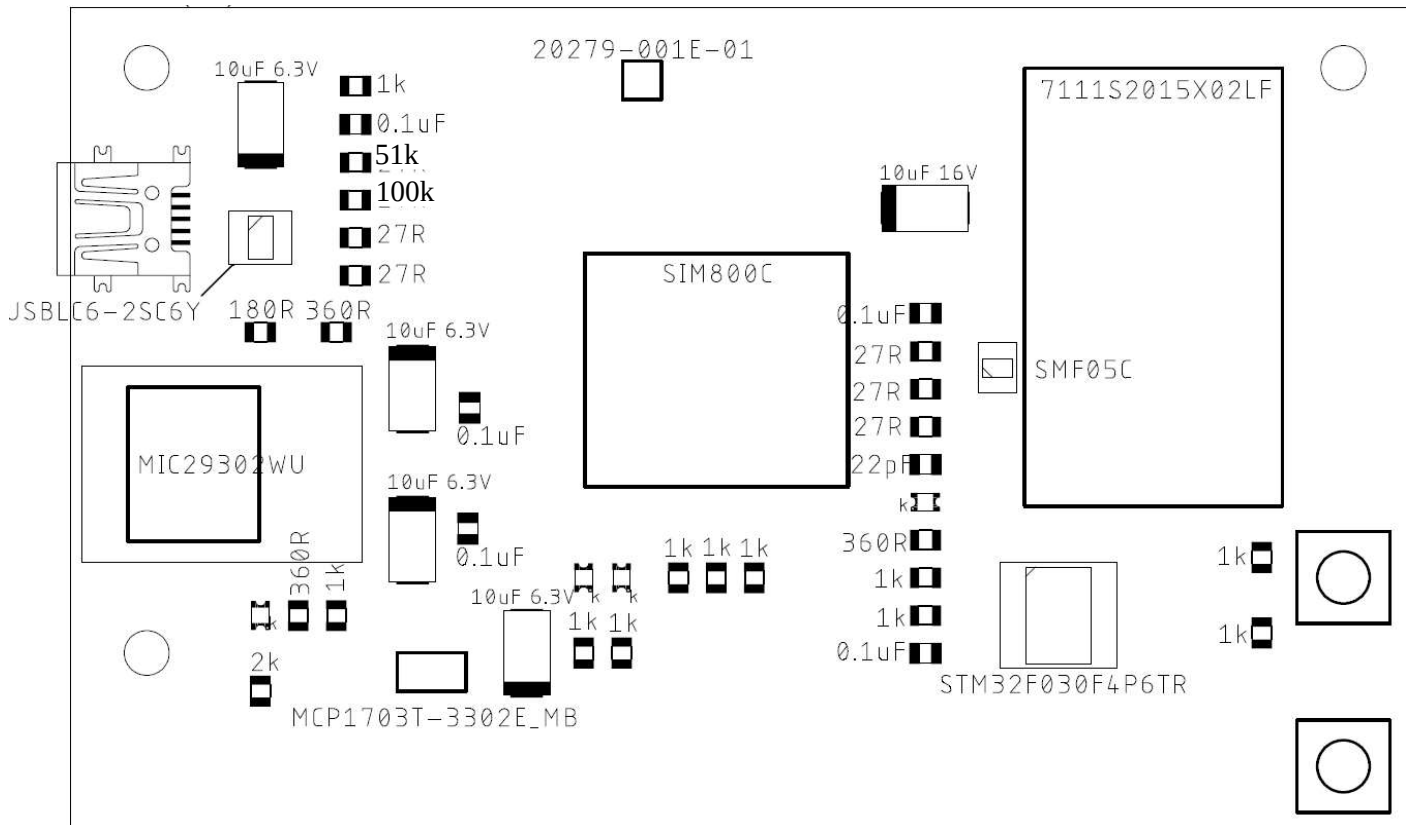 20279-001E-01
10uF 6.3V
1k
7111S2015X02LF
0.1uF
51k
10uF 16V
100k
27R
SIM800C
27R
USBLC6-2SC6Y
180R 360R
0.1uF
10uF 6.3V
27R
SMF05C
27R
0.1uF
27R
MIC29302WU
22pF
10uF 6.3V
k
360R
360R
0.1uF
1k 1k 1k
1k
1k
1k
10uF 6.3V
k
k
k
1k
1k 1k
1k
2k
0.1uF
STM32F030F4P6TR
MCP1703T-3302E_MB